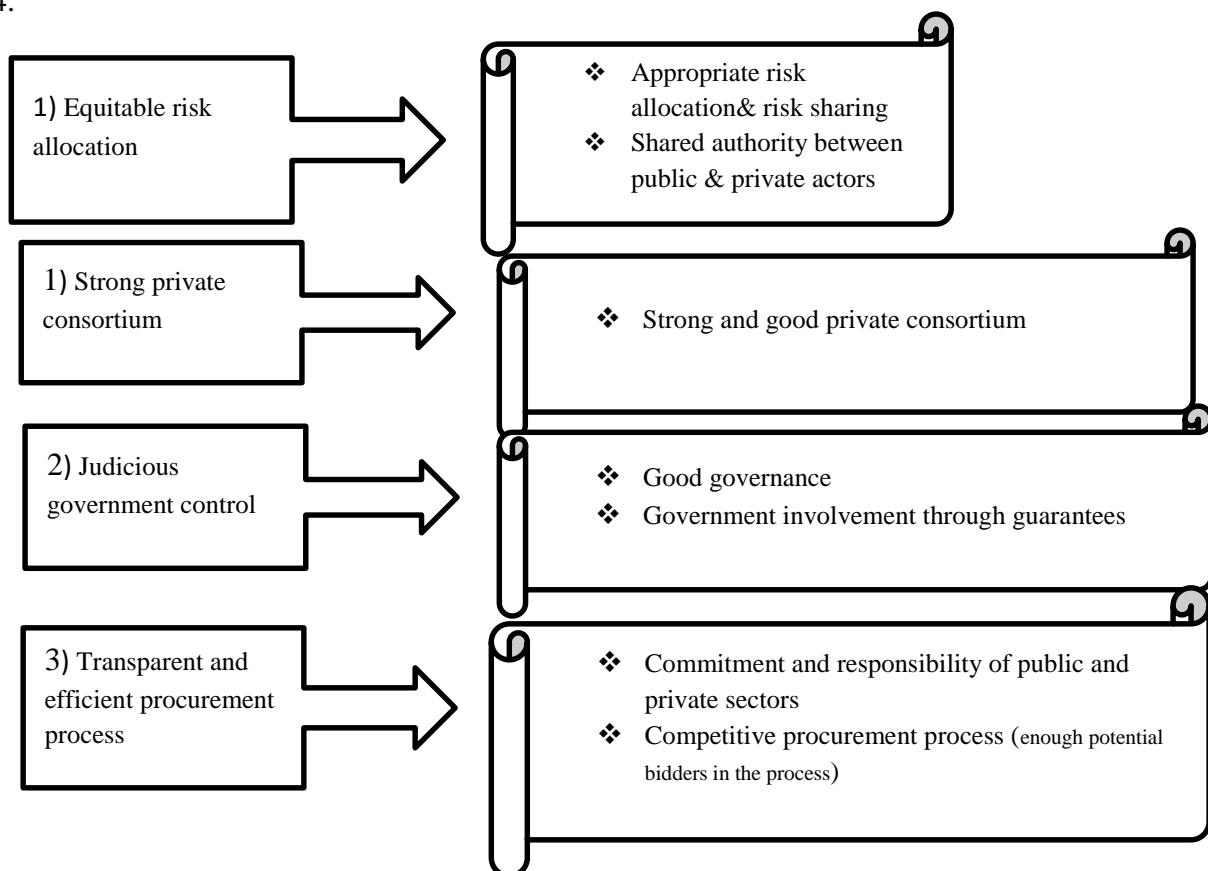 4.
1) Equitable risk
allocation
❖ Appropriate risk
allocation& risk sharing
❖ Shared authority between
public & private actors
1) Strong private
consortium
❖ Strong and good private consortium
2) Judicious
government control
❖ Good governance
❖ Government involvement through guarantees
3) Transparent and
efficient procurement
process
❖ Commitment and responsibility of public and
private sectors
❖ Competitive procurement process (enough potential
bidders in the process)